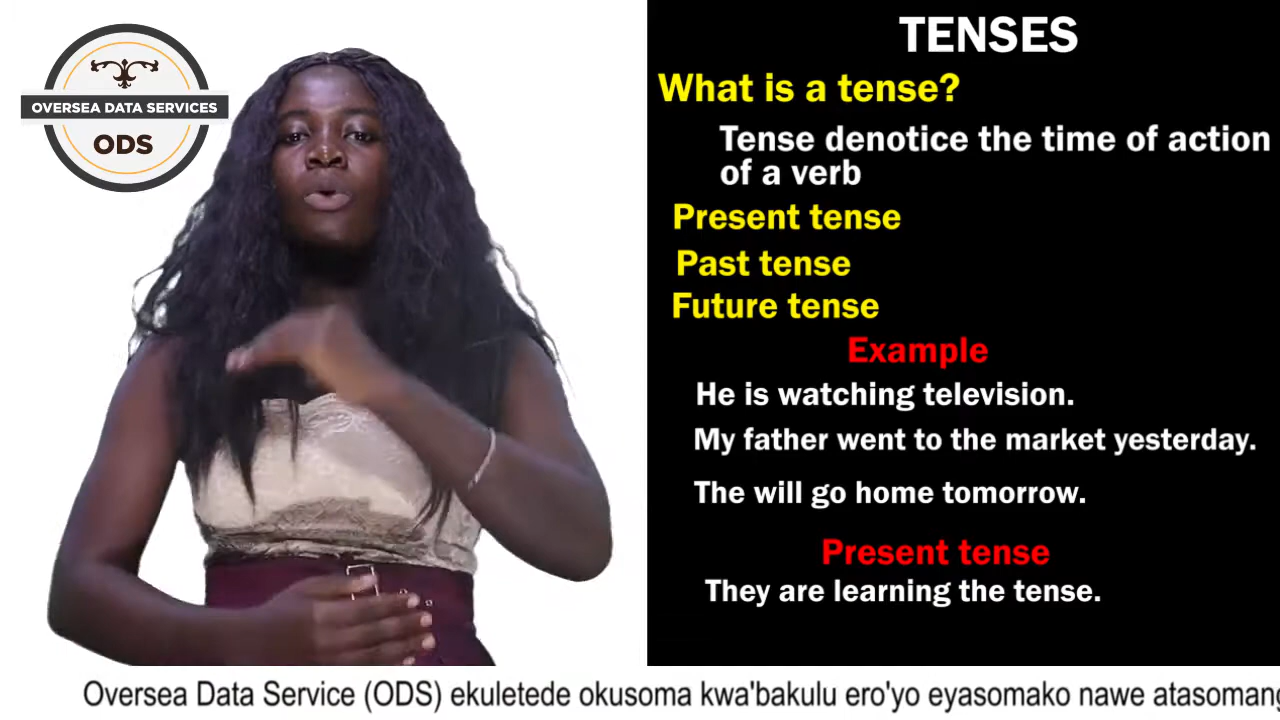 OVERSEA DATA SERVICES
ODS
TENSES
What is a tense?
Tense denotice the time of action
of a verb
Present tense
Past tense
Future tense
Example
He is watching television.
My father went to the market yesterday.
The will go home tomorrow.
Present tense
They are learning the tense.
Oversea Data Service (ODS) ekuletede okusoma kwa'bakulu ero'yo eyasomako nawe